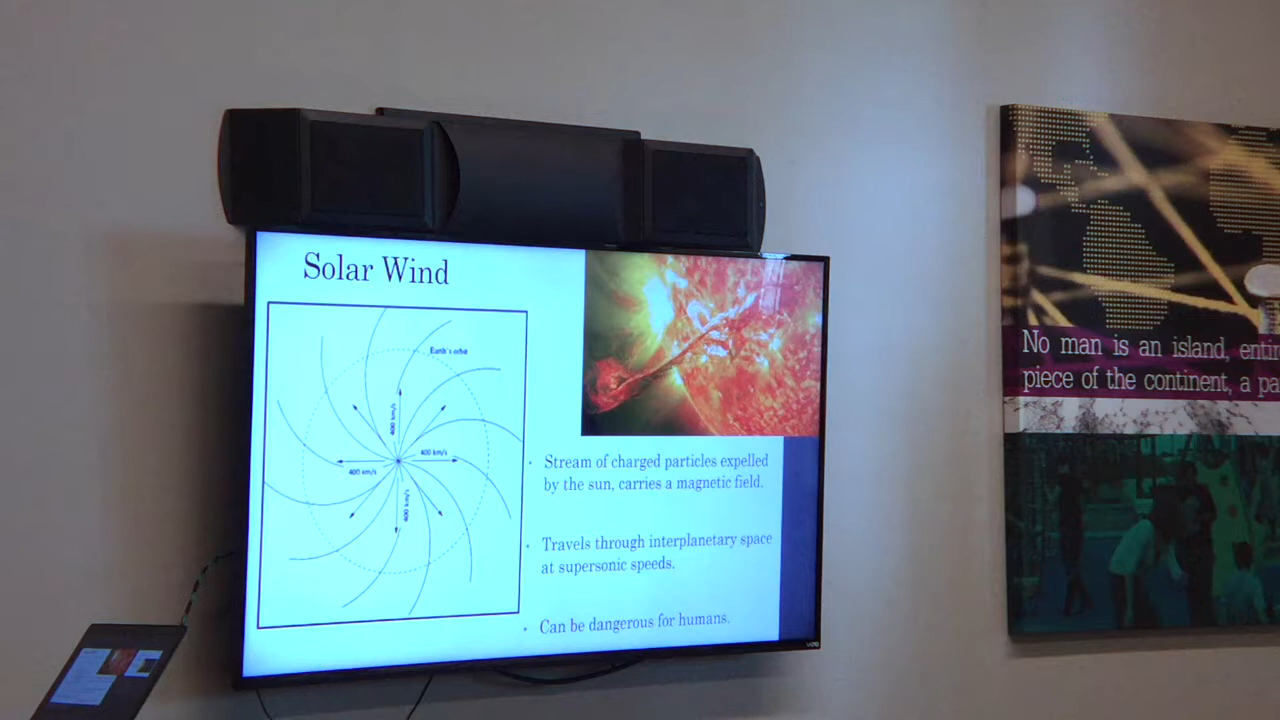 Solar Wind
Earth's orbit
400 km/s
400 km/s
400 km/s
400 km/s
Stream of charged particles expelled
by the sun, carries a magnetic field.
Travels through interplanetary space
at supersonic speeds.
Can be dangerous for humans.
VIZIO
No man is an island,
piece of the continent, a